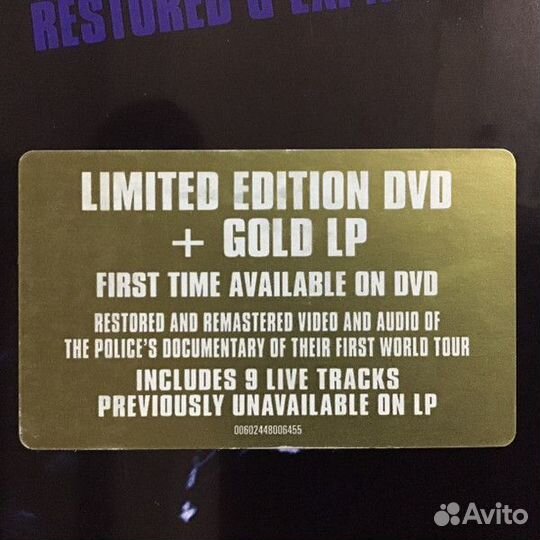 RESTORED &
LIMITED EDITION DVD
+ GOLD LP
FIRST TIME AVAILABLE ON DVD
RESTORED AND REMASTERED VIDEO AND AUDIO OF
THE POLICE'S DOCUMENTARY OF THEIR FIRST WORLD TOUR
INCLUDES 9 LIVE TRACKS
PREVIOUSLY UNAVAILABLE ON LP
00602448006455
Avito